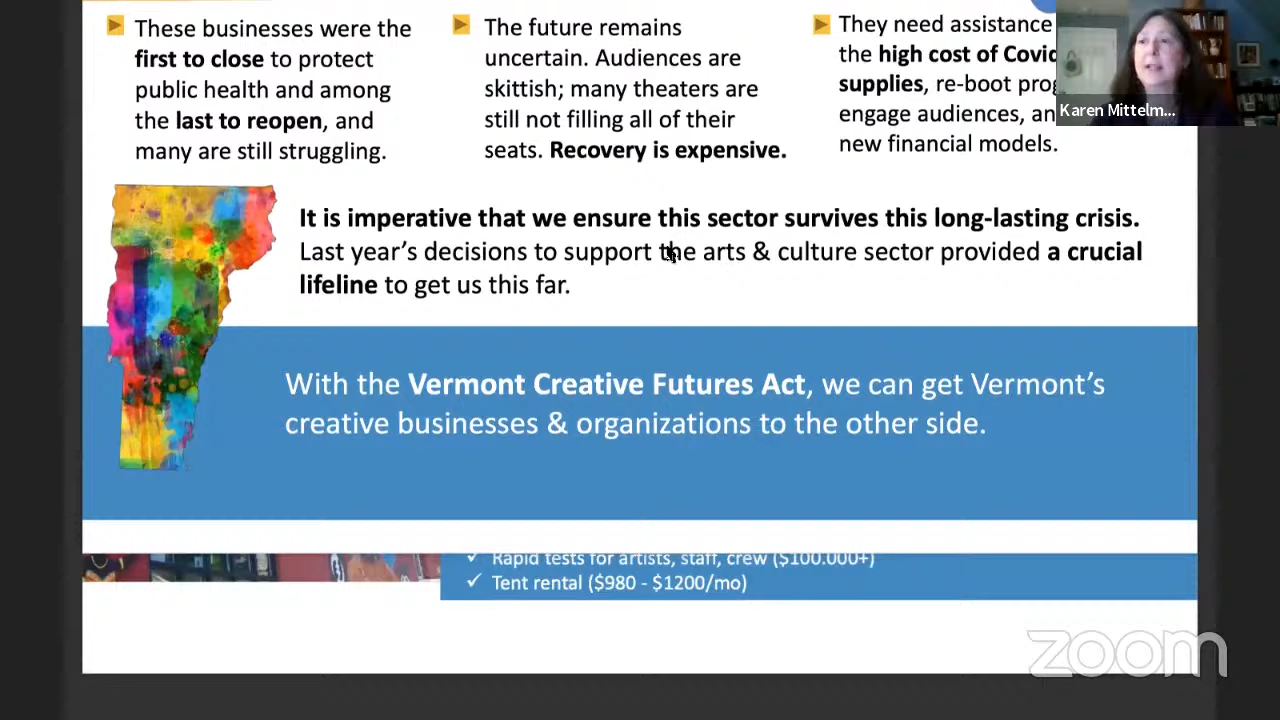 These businesses were the
first to close to protect
public health and among
the last to reopen, and
many are still struggling.
The future remains
uncertain. Audiences are
skittish; many theaters are
still not filling all of their
seats. Recovery is expensive.
They need assistance
the high cost of Covid
supplies, re-boot
engage audiences,
new financial models.
Karen Mittelm...
It is imperative that we ensure this sector survives this long-lasting crisis.
Last year's decisions to support the arts & culture sector provided a crucial
lifeline to get us this far.
With the Vermont Creative Futures Act, we can get Vermont's
creative businesses & organizations to the other side.
✓ Rapid tests for artists, staff, crew ($100.000+)
✓ Tent rental ($980 - $1200/mo)
zoom